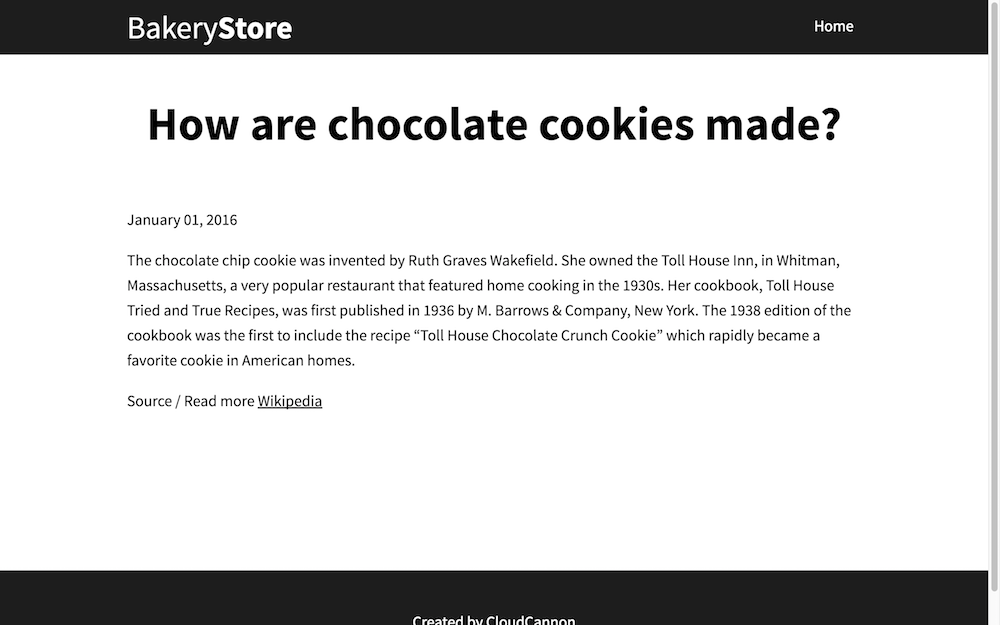 BakeryStore
Home
How are chocolate cookies made?
January 01, 2016
The chocolate chip cookie was invented by Ruth Graves Wakefield. She owned the Toll House Inn, in Whitman,
Massachusetts, a very popular restaurant that featured home cooking in the 1930s. Her cookbook, Toll House
Tried and True Recipes, was first published in 1936 by M. Barrows & Company, New York. The 1938 edition of the
cookbook was the first to include the recipe “Toll House Chocolate Crunch Cookie” which rapidly became a
favorite cookie in American homes.
Source / Read more Wikipedia
Created by CloudCannon